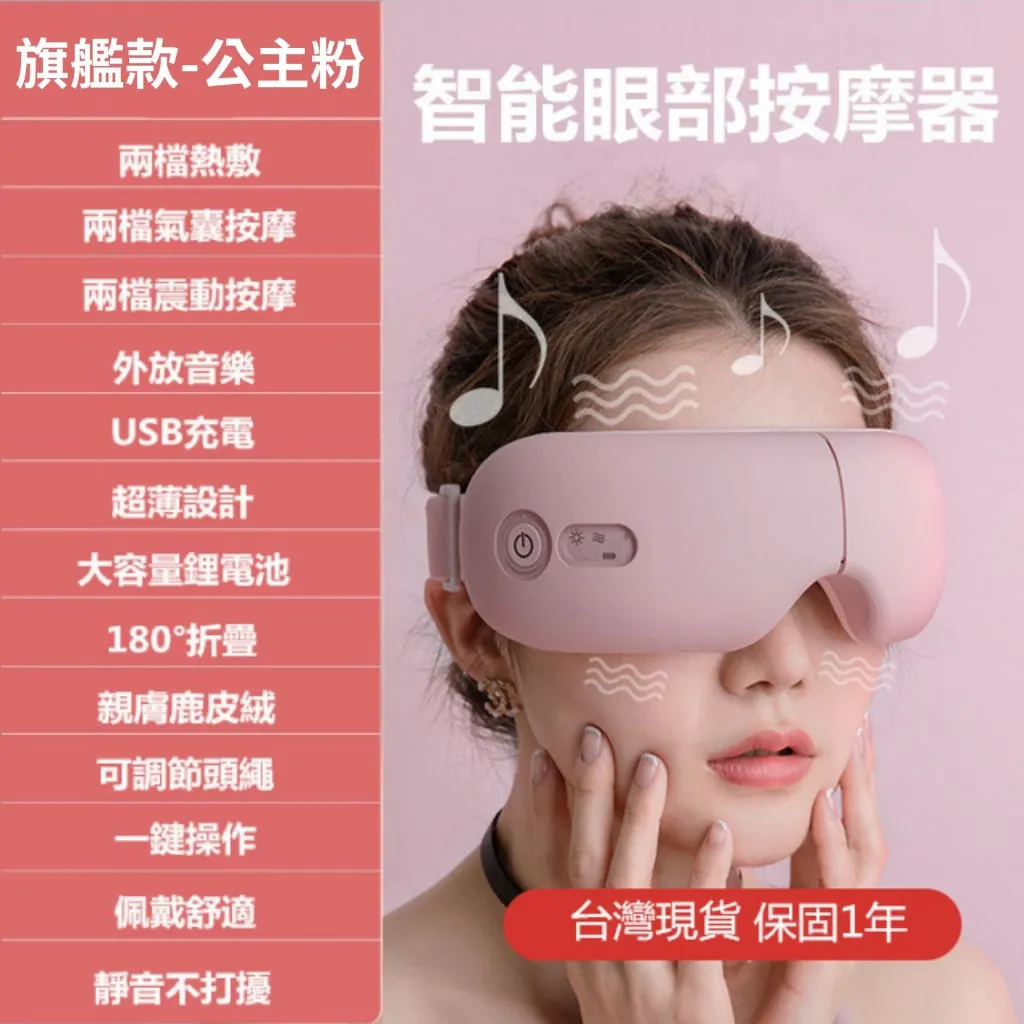 旗艦款-公主粉
智能眼部按摩器
兩檔熱敷
兩檔氣囊按摩
兩檔震動按摩
外放音樂
USB充電
超薄設計
大容量鋰電池
180°折疊
親膚鹿皮絨
可調節頭繩
一鍵操作
佩戴舒適
靜音不打擾
台灣現貨 保固1年